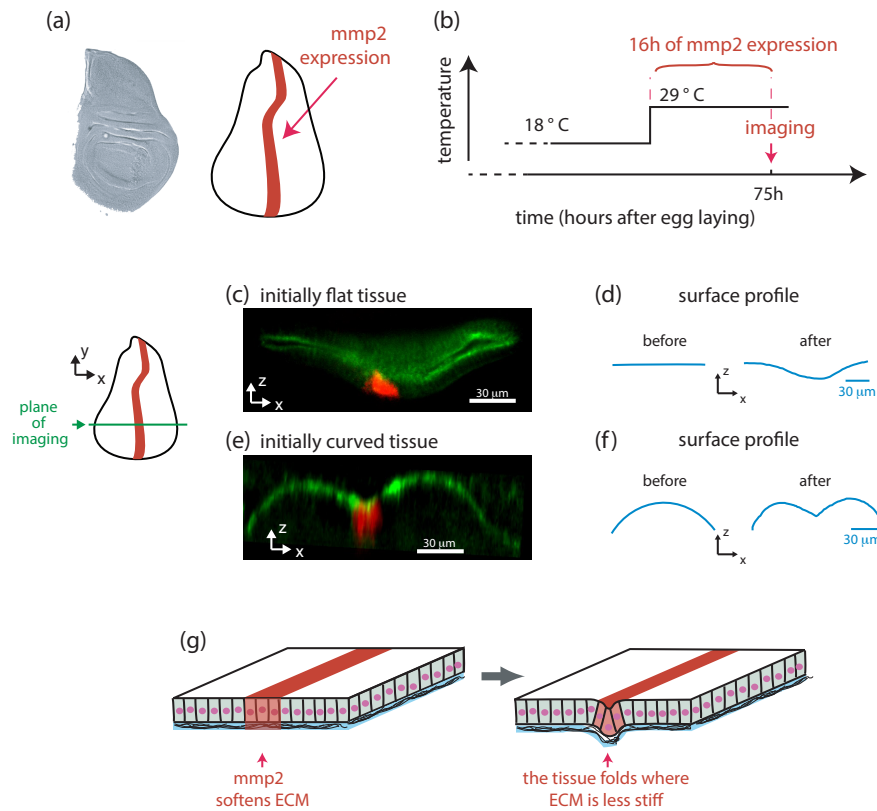 (a)
mmp2
expression
(b)
16h of mmp2 expression
temperature
18 ° C
29 ° C
imaging
75h
time (hours after egg laying)
y
x
plane
of
imaging
(c) initially flat tissue
z
x
30 µm
(d) surface profile
before
after
z
x
30 µm
(e) initially curved tissue
z
x
30 µm
(f) surface profile
before
after
z
x
30 µm
(g)
mmp2
softens ECM
the tissue folds where
ECM is less stiff